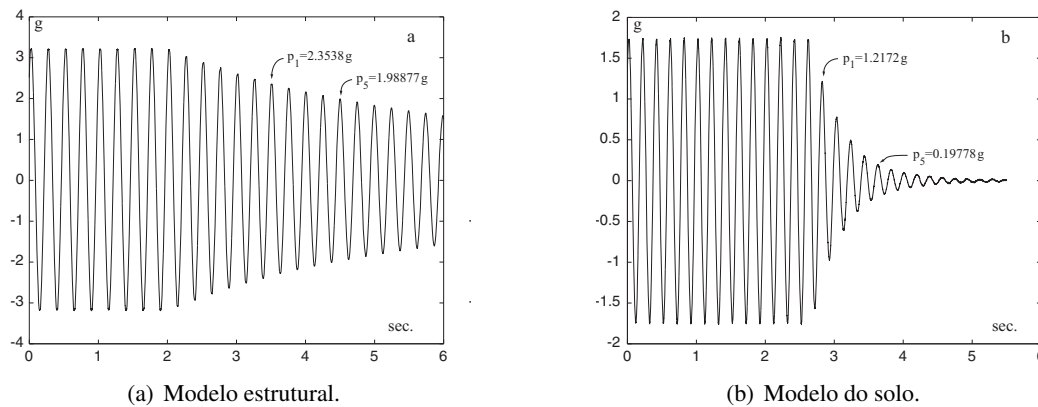 4
3
2
1
0
-1
-2
-3
-4
g
a
p1=2.3538g
p5=1.98877g
sec.
0 1 2 3 4 5 6
(a) Modelo estrutural.
2
1.5
1
0.5
0
-0.5
-1
-1.5
-2
g
b
p1=1.2172g
p5=0.19778g
sec.
0 1 2 3 4 5 6
(b) Modelo do solo.